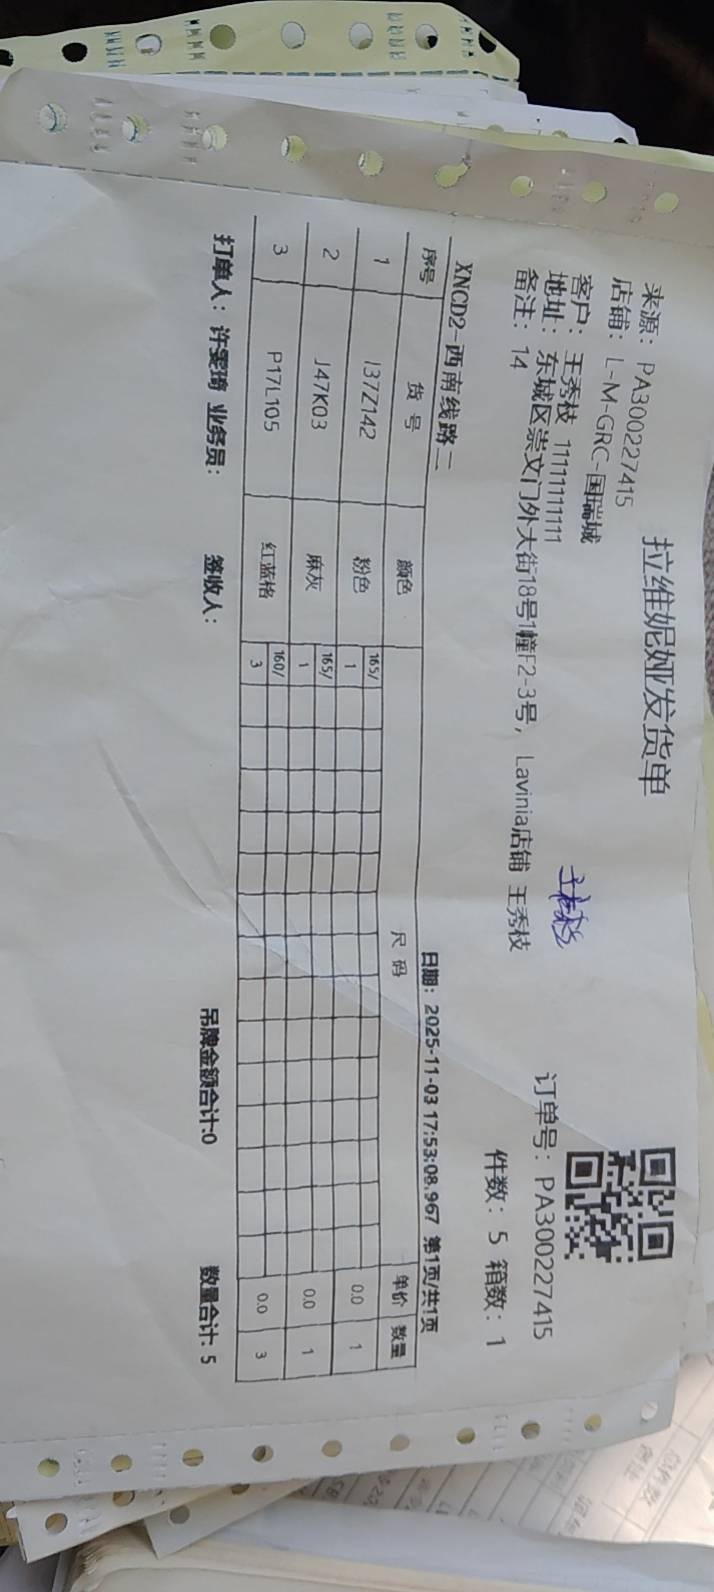 拉维妮娅发货单
来源：PA300227415
店铺：L-M-GRC-国瑞城
客户：王秀枝 11111111111
地址：东城区崇文门外大街18号1幢F2-3号， Lavinia店铺 王秀枝
备注：14
订单号：PA300227415
件数：5 箱数：1
XNCD2-西南线路二 日期：2025-11-03 17:53:08.967 第1页/共1页
序号 货号 颜色 尺码 单价 数量
1 J37Z142 粉色 165/ 1 0.0 1
2 J47K03 麻灰 165/ 1 0.0 1
3 P17L105 红蓝格 160/ 3 0.0 3
打单人：许雯琦 业务员： 签收人： 吊牌金额合计:0 数量合计: 5